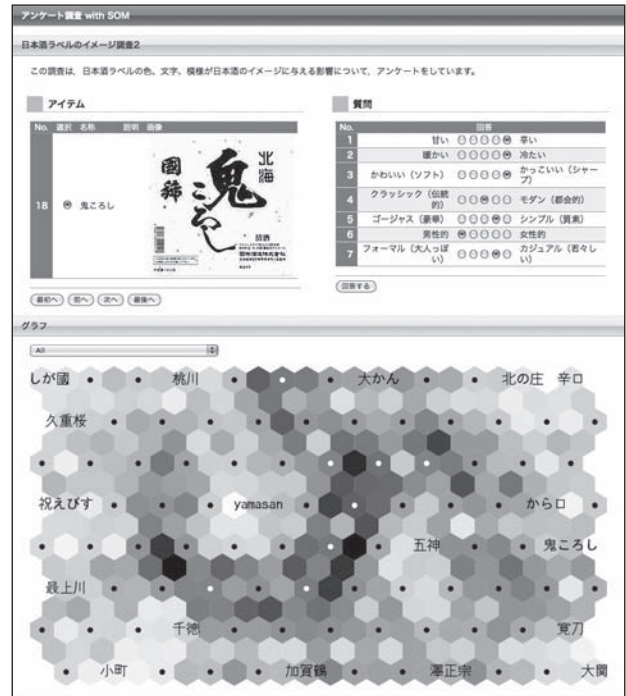 アンケート調査 with SOM
日本酒ラベルのイメージ調査2
この調査は、日本酒ラベルの色、文字、模様が日本酒のイメージに与える影響について、アンケートをしています。
アイテム
No. 選択 名称 説明 画像
18 鬼ころし
北海
鬼ころし
國稀
清酒
國稀酒造株式会社
最初へ 前へ 次へ 最後へ
質問
No. 回答
1 甘い 辛い
2 暖かい 冷たい
3 かわいい（ソフト） かっこいい（シャープ）
4 クラシック（伝統的） モダン（都会的）
5 ゴージャス（豪華） シンプル（質素）
6 男性的 女性的
7 フォーマル（大人っぽい） カジュアル（若々しい）
回答する
グラフ
All
しが國 桃川 大かん 北の庄 辛口
久重桜
祝えびす yamasan から口
五神 鬼ころし
最上川
千徳 寛刀
小町 加賀鶴 澤正宗 大関